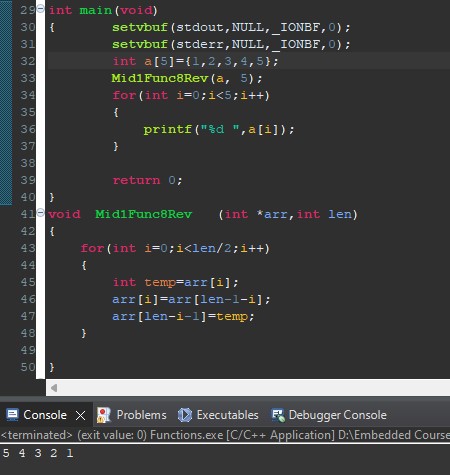 29 int main(void)
30 {       setvbuf(stdout,NULL,_IONBF,0);
31         setvbuf(stderr,NULL,_IONBF,0);
32         int a[5]={1,2,3,4,5};
33         Mid1Func8Rev(a, 5);
34         for(int i=0;i<5;i++)
35         {
36             printf("%d ",a[i]);
37         }
38
39         return 0;
40 }
41 void  Mid1Func8Rev   (int *arr,int len)
42 {
43     for(int i=0;i<len/2;i++)
44     {
45         int temp=arr[i];
46         arr[i]=arr[len-1-i];
47         arr[len-i-1]=temp;
48     }
49
50 }
Console Problems Executables Debugger Console
<terminated> (exit value: 0) Functions.exe [C/C++ Application] D:\Embedded Course
5 4 3 2 1